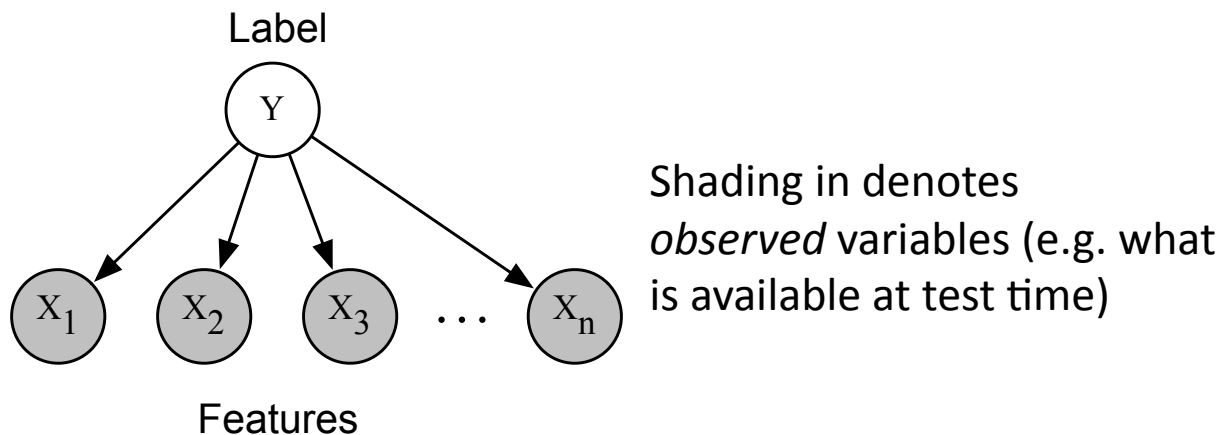 Label
Y
Shading in denotes
observed variables (e.g. what
is available at test time)
X1 X2 X3 ... Xn
Features